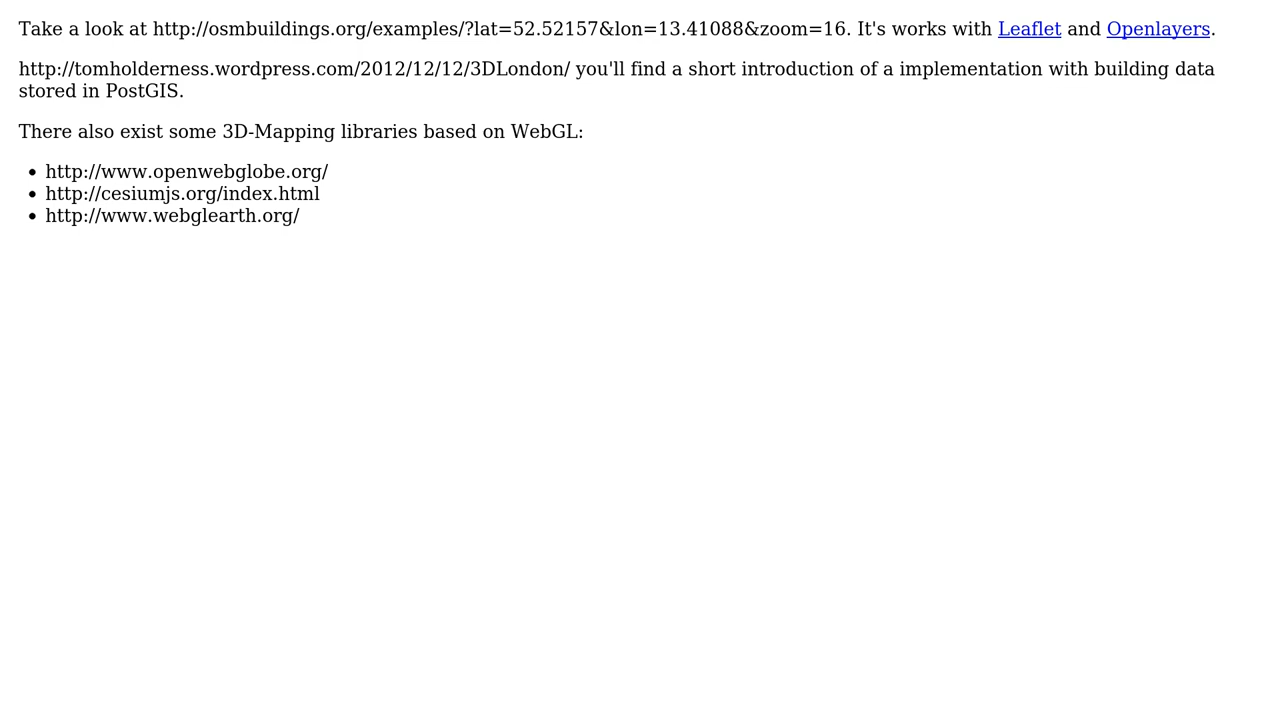 Take a look at http://osmbuildings.org/examples/?lat=52.52157&lon=13.41088&zoom=16. It's works with Leaflet and Openlayers.
http://tomholderness.wordpress.com/2012/12/12/3DLondon/ you'll find a short introduction of a implementation with building data
stored in PostGIS.
There also exist some 3D-Mapping libraries based on WebGL:
• http://www.openwebglobe.org/
• http://cesiumjs.org/index.html
• http://www.webglearth.org/